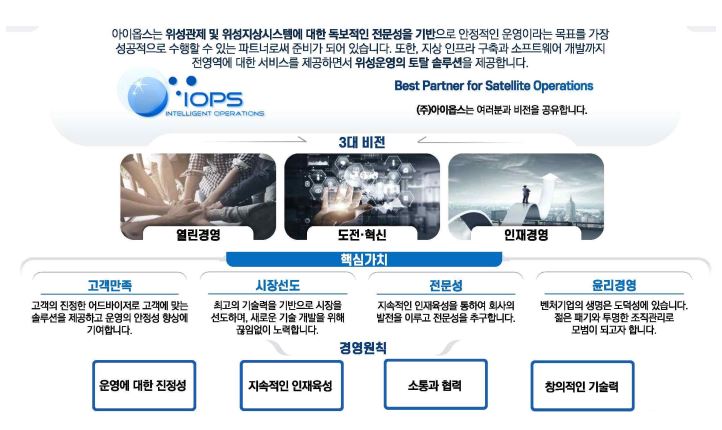 아이옵스는 위성관제 및 위성지상시스템에 대한 독보적인 전문성을 기반으로 안정적인 운영이라는 목표를 가장
성공적으로 수행할 수 있는 파트너로써 준비가 되어 있습니다. 또한, 지상 인프라 구축과 소프트웨어 개발까지
전영역에 대한 서비스를 제공하면서 위성운영의 토탈 솔루션을 제공합니다.
IOPS
INTELLIGENT OPERATIONS
Best Partner for Satellite Operations
(주)아이옵스는 여러분과 비전을 공유합니다.
3대 비전
열린경영
도전·혁신
인재경영
핵심가치
고객만족
고객의 진정한 어드바이저로 고객에 맞는
솔루션을 제공하고 운영의 안정성 향상에
기여합니다.
시장선도
최고의 기술력을 기반으로 시장을
선도하며, 새로운 기술 개발을 위해
끊임없이 노력합니다.
전문성
지속적인 인재육성을 통하여 회사의
발전을 이루고 전문성을 추구합니다.
윤리경영
벤처기업의 생명은 도덕성에 있습니다.
젊은 패기와 투명한 조직관리로
모범이 되고자 합니다.
경영원칙
운영에 대한 진정성
지속적인 인재육성
소통과 협력
창의적인 기술력